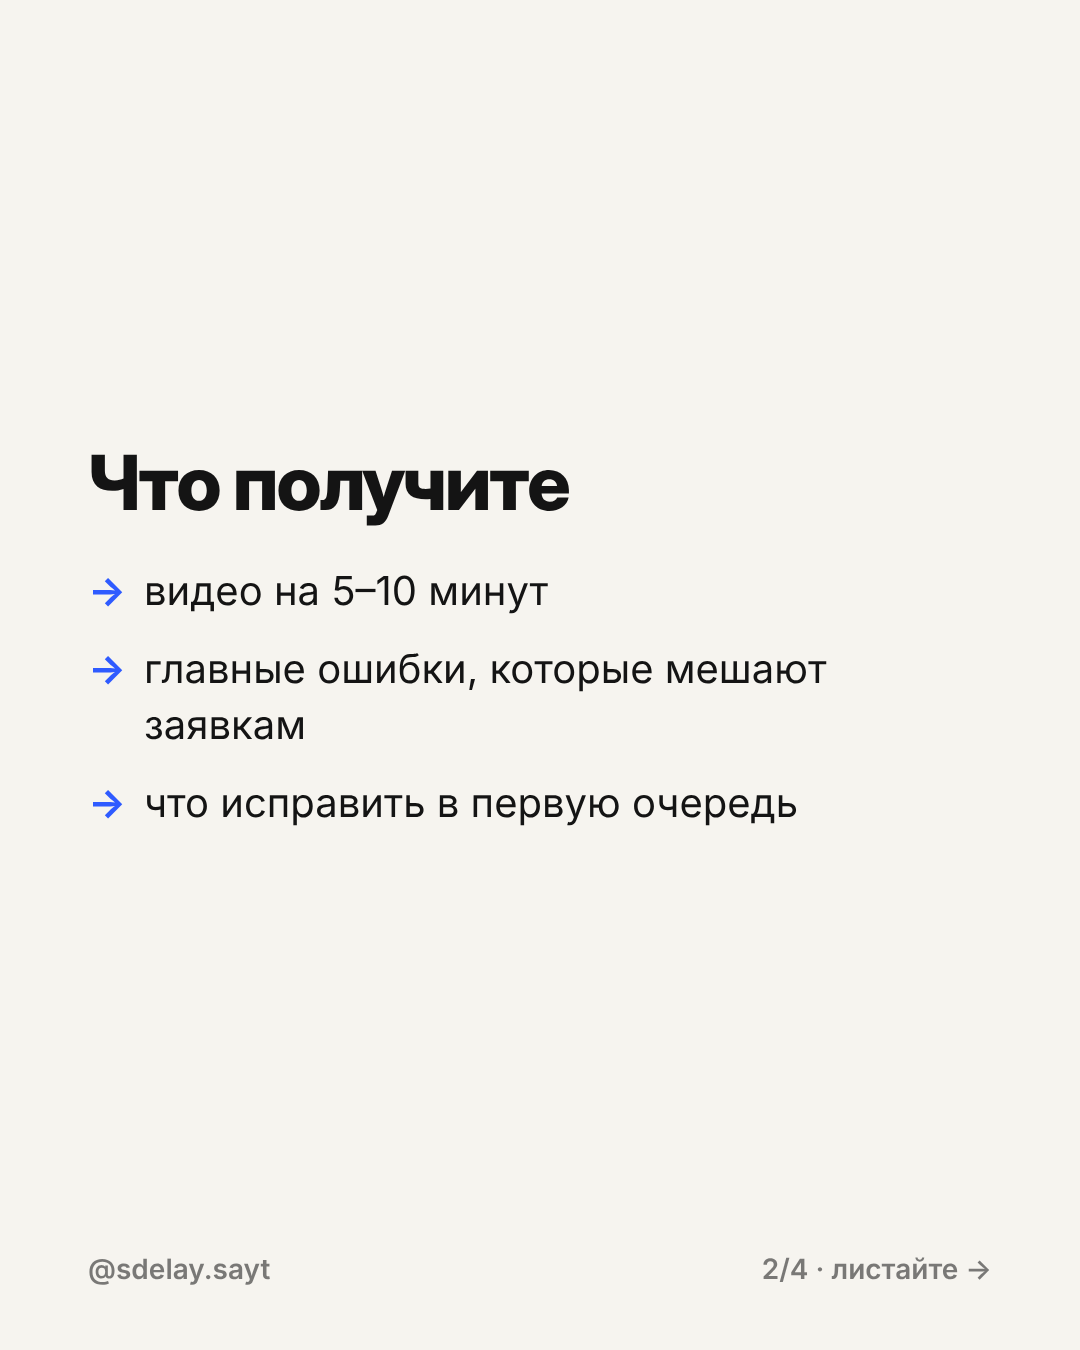 Что получите
→ видео на 5–10 минут
→ главные ошибки, которые мешают
заявкам
→ что исправить в первую очередь
@sdelay.sayt
2/4 · листайте →